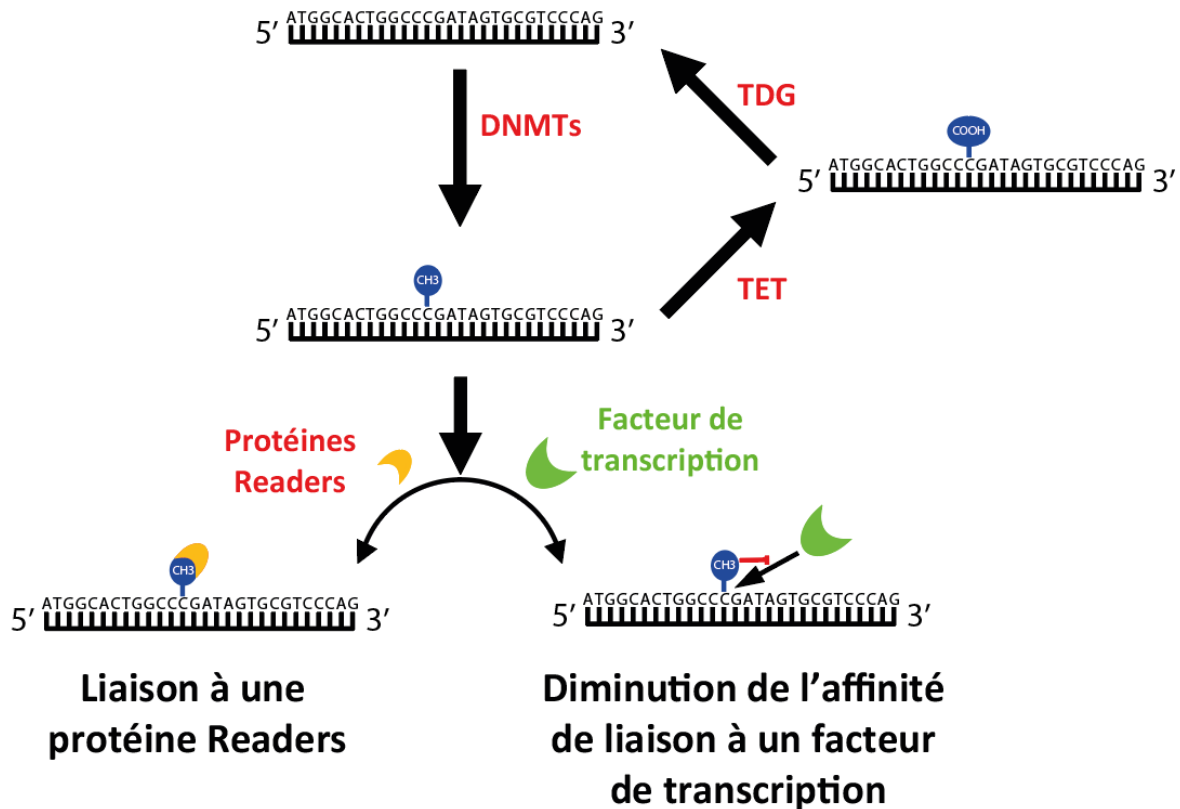 5’ ATGGCACTGGCCCGATAGTGCGTCCCAG 3’
DNMTs
TDG
COOH
5’ ATGGCACTGGCCCGATAGTGCGTCCCAG 3’
TET
CH3
5’ ATGGCACTGGCCCGATAGTGCGTCCCAG 3’
Protéines
Readers
Facteur de
transcription
CH3
5’ ATGGCACTGGCCCGATAGTGCGTCCCAG 3’
CH3
5’ ATGGCACTGGCCCGATAGTGCGTCCCAG 3’
Liaison à une
protéine Readers
Diminution de l’affinité
de liaison à un facteur
de transcription